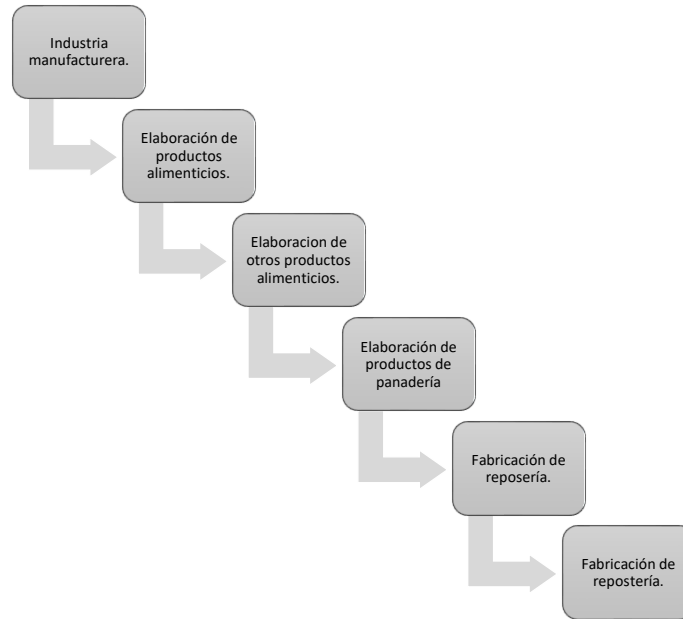 Industria
manufacturera.
Elaboración de
productos
alimenticios.
Elaboracion de
otros productos
alimenticios.
Elaboración de
productos de
panadería
Fabricación de
reposería.
Fabricación de
repostería.